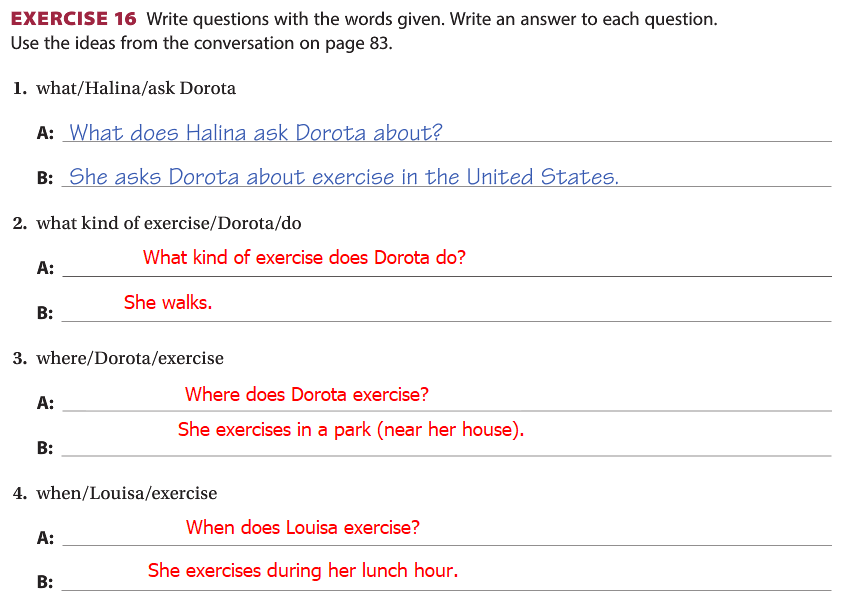 EXERCISE 16 Write questions with the words given. Write an answer to each question.
Use the ideas from the conversation on page 83.
1. what/Halina/ask Dorota
A: What does Halina ask Dorota about?
B: She asks Dorota about exercise in the United States.
2. what kind of exercise/Dorota/do
A: What kind of exercise does Dorota do?
B: She walks.
3. where/Dorota/exercise
A: Where does Dorota exercise?
B: She exercises in a park (near her house).
4. when/Louisa/exercise
A: When does Louisa exercise?
B: She exercises during her lunch hour.